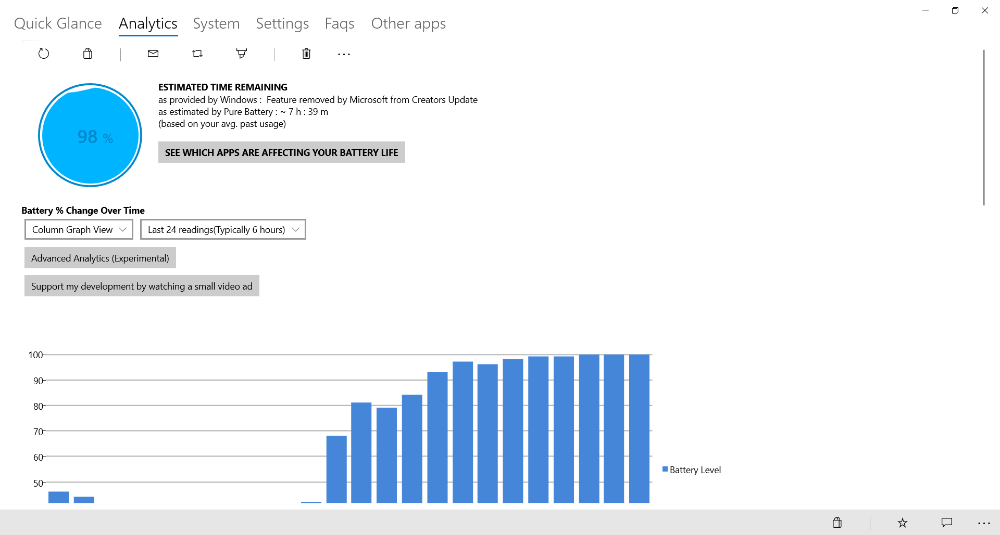 Quick Glance Analytics System Settings Faqs Other apps
ESTIMATED TIME REMAINING
as provided by Windows : Feature removed by Microsoft from Creators Update
as estimated by Pure Battery : ~ 7 h : 39 m
(based on your avg. past usage)
98 %
SEE WHICH APPS ARE AFFECTING YOUR BATTERY LIFE
Battery % Change Over Time
Column Graph View Last 24 readings(Typically 6 hours)
Advanced Analytics (Experimental)
Support my development by watching a small video ad
100
90
80
70
60
50
Battery Level